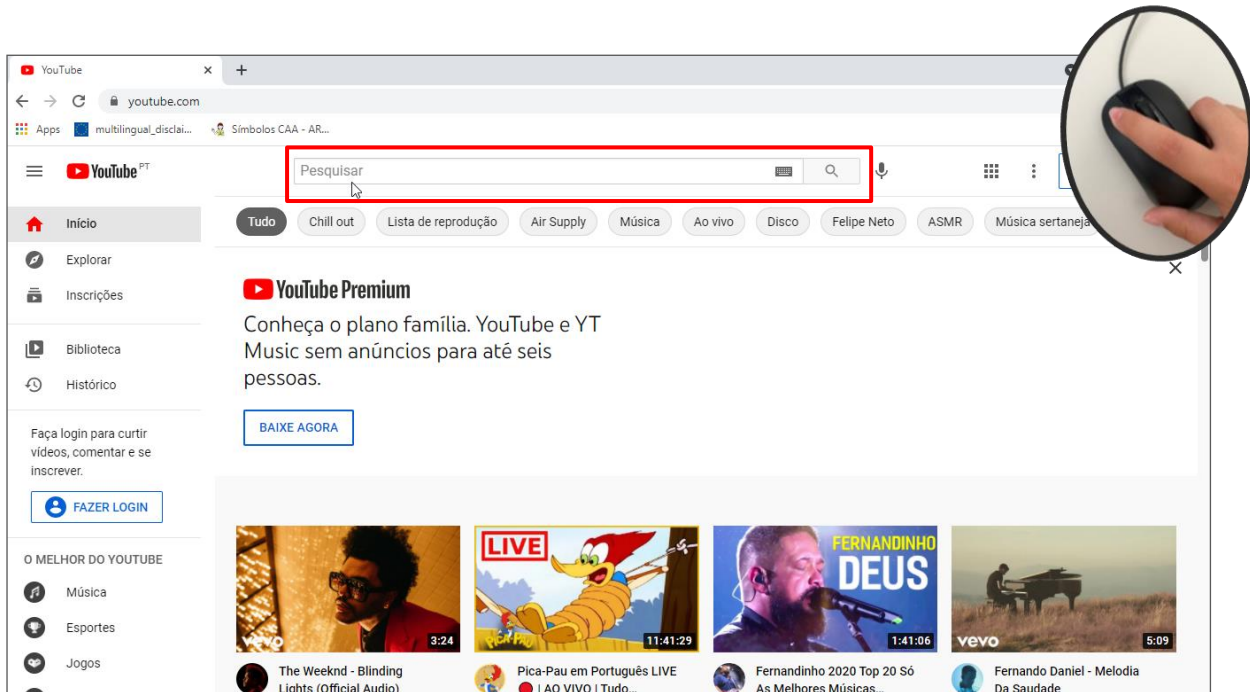 YouTube
youtube.com
Apps multilingual_disclai... Símbolos CAA - AR...
YouTube PT
Pesquisar
Início
Explorar
Inscrições
Biblioteca
Histórico
Faça login para curtir
vídeos, comentar e se
inscrever.
FAZER LOGIN
O MELHOR DO YOUTUBE
Música
Esportes
Jogos
Tudo Chill out Lista de reprodução Air Supply Música Ao vivo Disco Felipe Neto ASMR Música sertaneja
YouTube Premium
Conheça o plano família. YouTube e YT
Music sem anúncios para até seis
pessoas.
BAIXE AGORA
vevo
3:24
The Weeknd - Blinding
Lights (Official Audio)
LIVE
PICA-PAU
11:41:29
Pica-Pau em Português LIVE
| AO VIVO | Tudo...
FERNANDINHO
DEUS
1:41:06
Fernandinho 2020 Top 20 Só
As Melhores Músicas...
vevo
5:09
Fernando Daniel - Melodia
Da Saudade